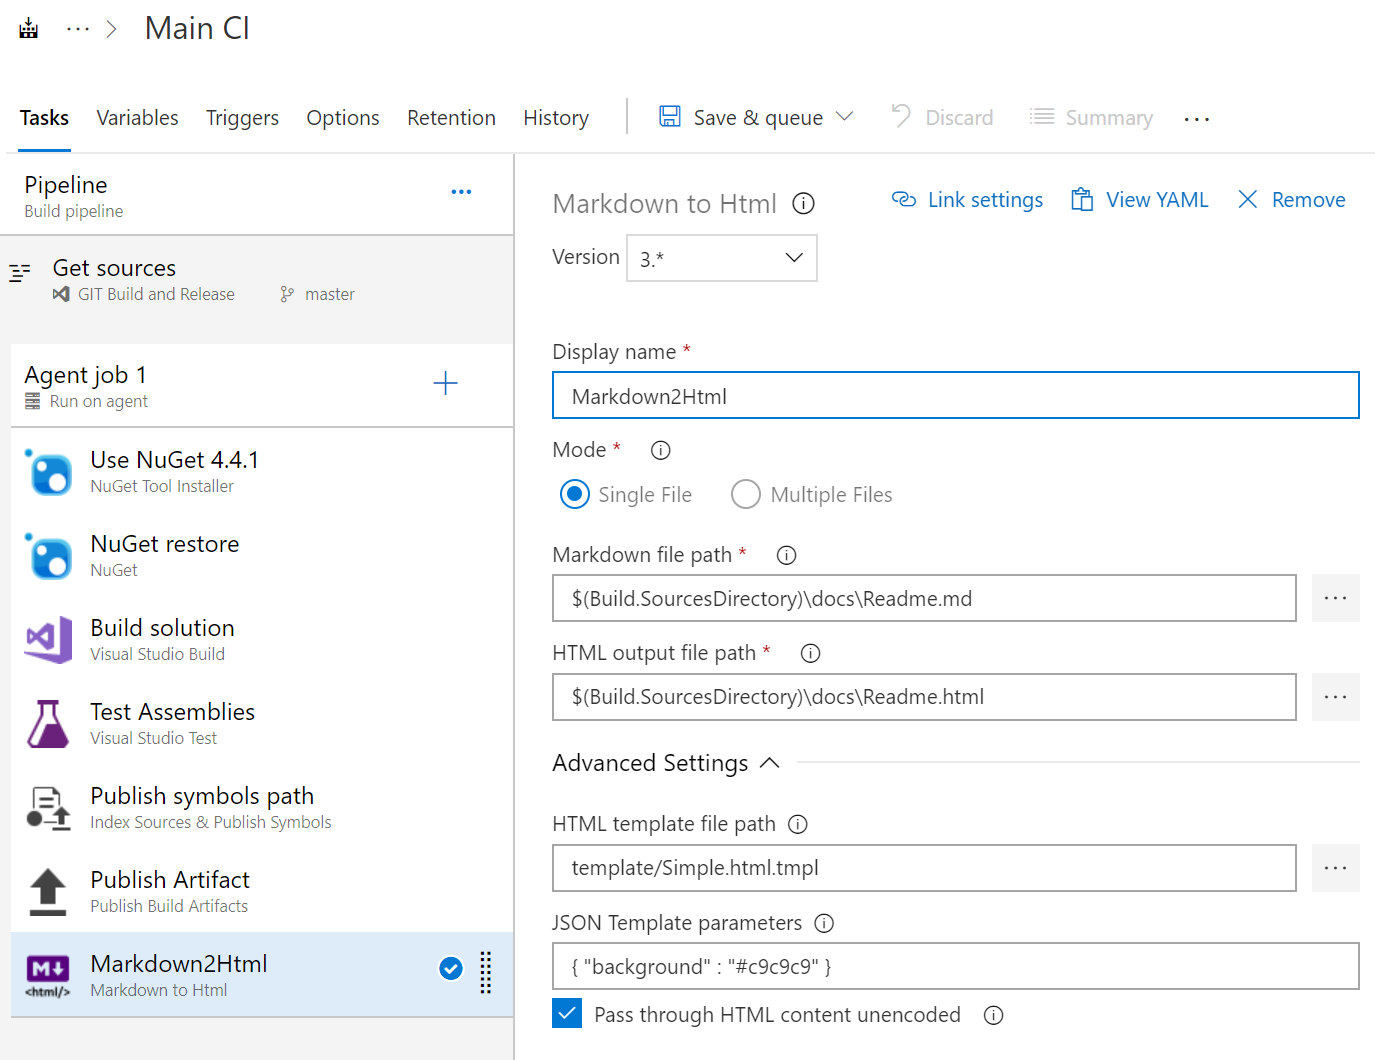 ··· > Main CI
Tasks Variables Triggers Options Retention History Save & queue Discard Summary ···
Pipeline
Build pipeline
Get sources
GIT Build and Release master
Agent job 1
Run on agent
Use NuGet 4.4.1
NuGet Tool Installer
NuGet restore
NuGet
Build solution
Visual Studio Build
Test Assemblies
Visual Studio Test
Publish symbols path
Index Sources & Publish Symbols
Publish Artifact
Publish Build Artifacts
M↓
<html/>
Markdown2Html
Markdown to Html
Markdown to Html Link settings View YAML Remove
Version 3.*
Display name *
Markdown2Html
Mode *
Single File Multiple Files
Markdown file path *
$(Build.SourcesDirectory)\docs\Readme.md ···
HTML output file path *
$(Build.SourcesDirectory)\docs\Readme.html ···
Advanced Settings
HTML template file path
template/Simple.html.tmpl ···
JSON Template parameters
{ "background" : "#c9c9c9" }
Pass through HTML content unencoded